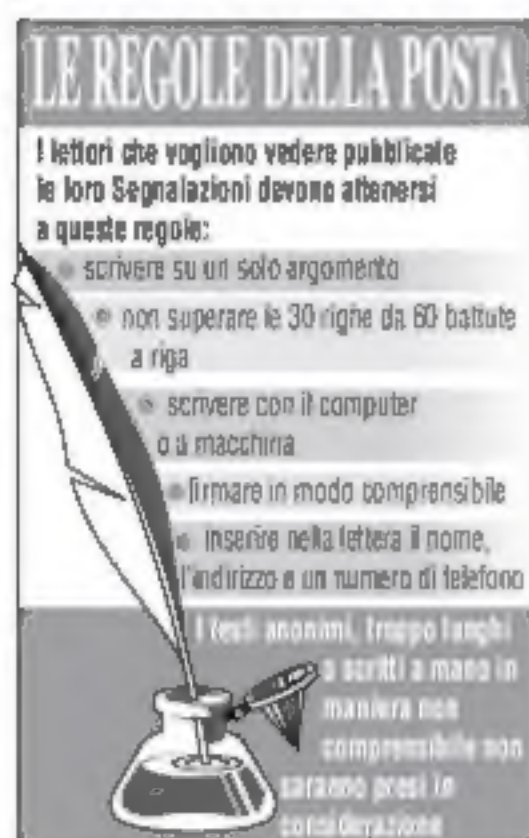 LE REGOLE DELLA POSTA
I lettori che vogliono vedere pubblicate
le loro Segnalazioni devono attenersi
a queste regole:
• scrivere su un solo argomento
• non superare le 30 righe da 60 battute
a riga
• scrivere con il computer
o a macchina
• firmare in modo comprensibile
• inserire nella lettera il nome,
l'indirizzo e un numero di telefono
I testi anonimi, troppo lunghi
o scritti a mano in
maniera non
comprensibile non
saranno presi in
considerazione